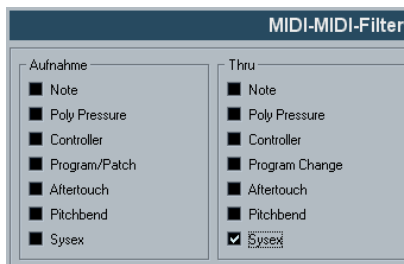 MIDI-MIDI-Filter
Aufnahme
Note
Poly Pressure
Controller
Program/Patch
Aftertouch
Pitchbend
Sysex
Thru
Note
Poly Pressure
Controller
Program Change
Aftertouch
Pitchbend
Sysex